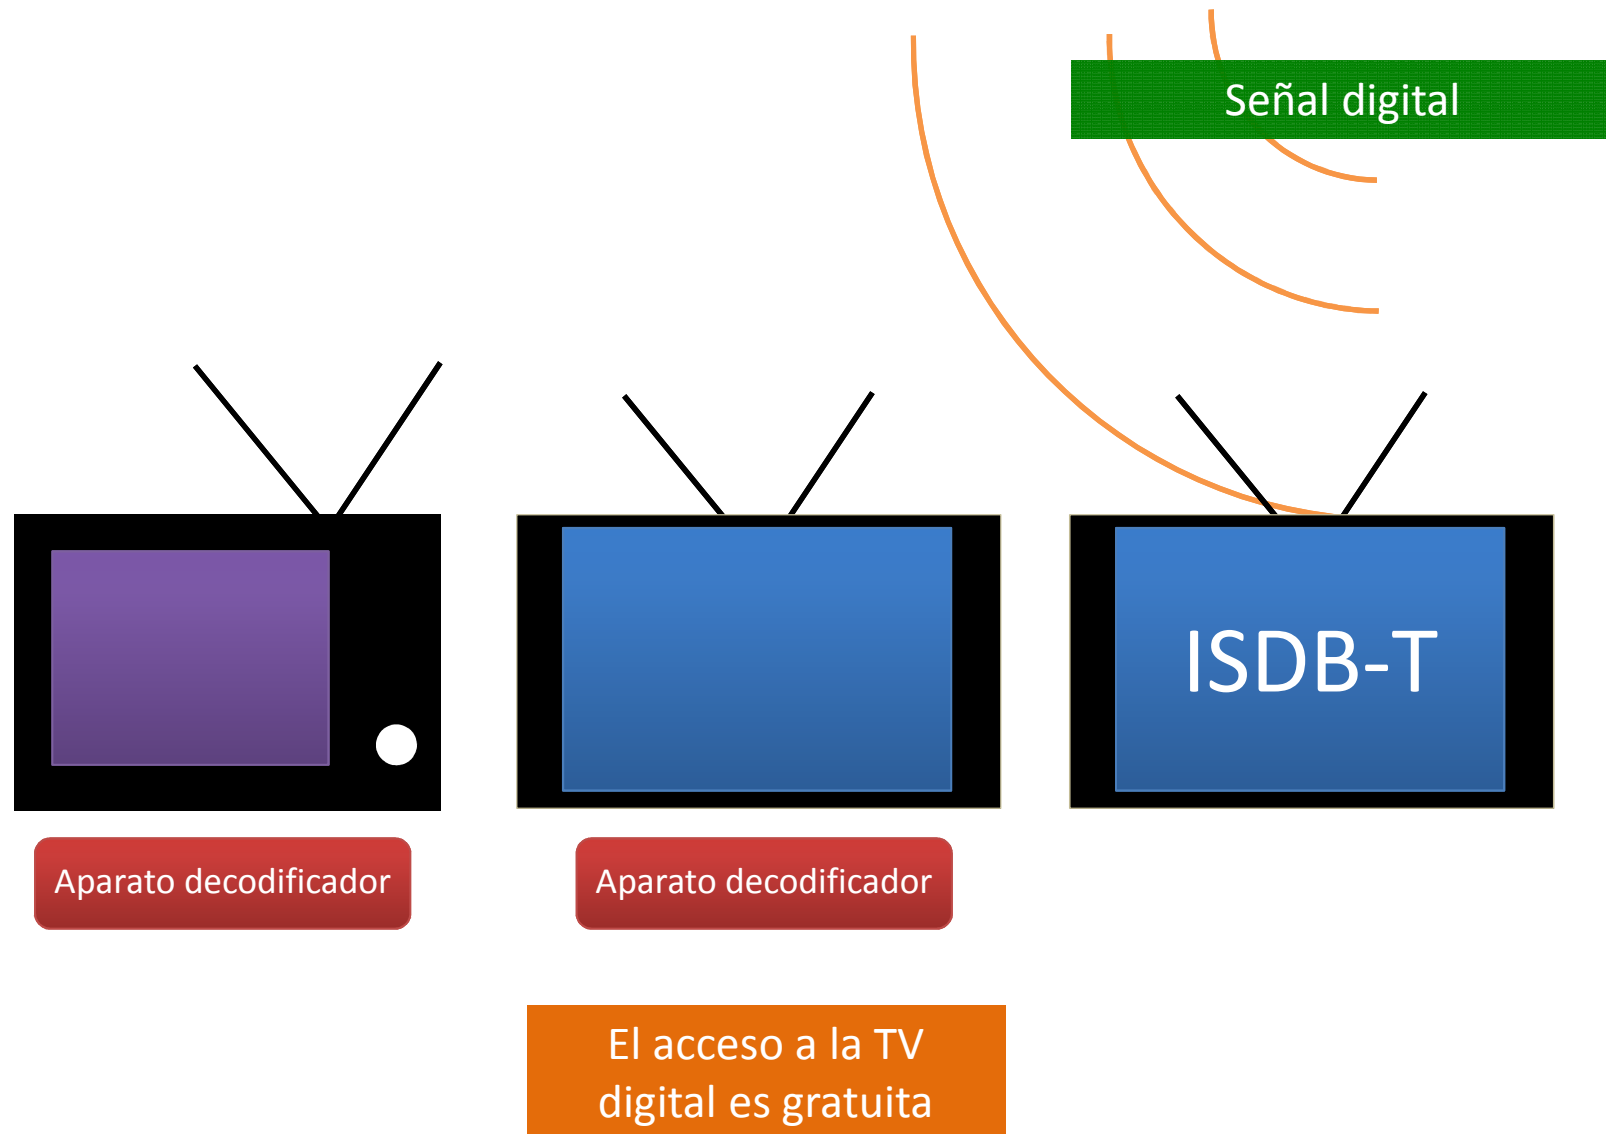 Señal digital
ISDB-T
Aparato decodificador
Aparato decodificador
El acceso a la TV
digital es gratuita